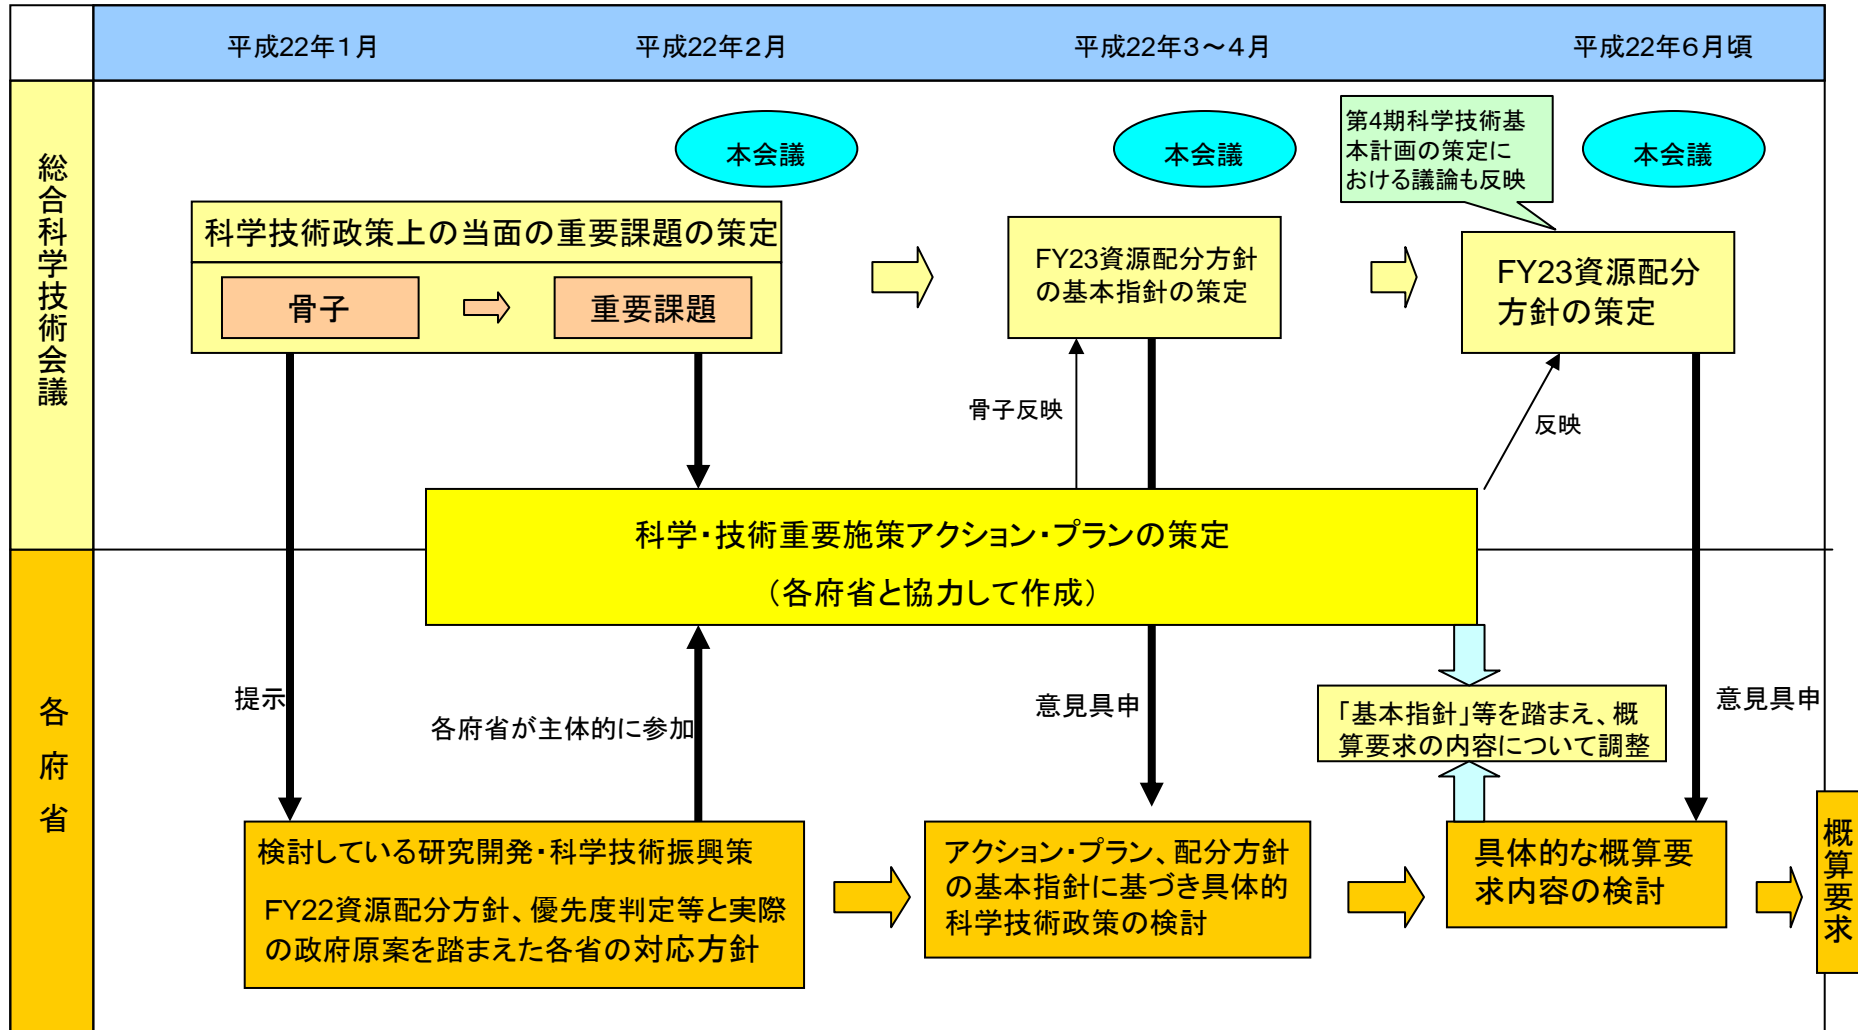 平成22年1月
平成22年2月
平成22年3～4月
平成22年6月頃
総合科学技術会議
本会議
本会議
第4期科学技術基
本計画の策定に
おける議論も反映
本会議
科学技術政策上の当面の重要課題の策定
骨子
重要課題
FY23資源配分方針
の基本指針の策定
FY23資源配分
方針の策定
骨子反映
反映
科学・技術重要施策アクション・プランの策定
（各府省と協力して作成）
各府省
提示
各府省が主体的に参加
意見具申
「基本指針」等を踏まえ、概
算要求の内容について調整
意見具申
検討している研究開発・科学技術振興策
FY22資源配分方針、優先度判定等と実際
の政府原案を踏まえた各省の対応方針
アクション・プラン、配分方針
の基本指針に基づき具体的
科学技術政策の検討
具体的な概算要
求内容の検討
概算要求